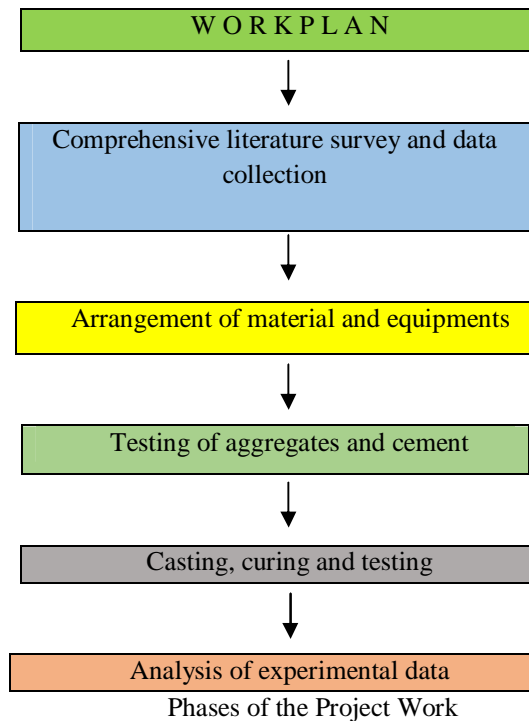 W O R K P L A N
Comprehensive literature survey and data
collection
Arrangement of material and equipments
Testing of aggregates and cement
Casting, curing and testing
Analysis of experimental data
Phases of the Project Work